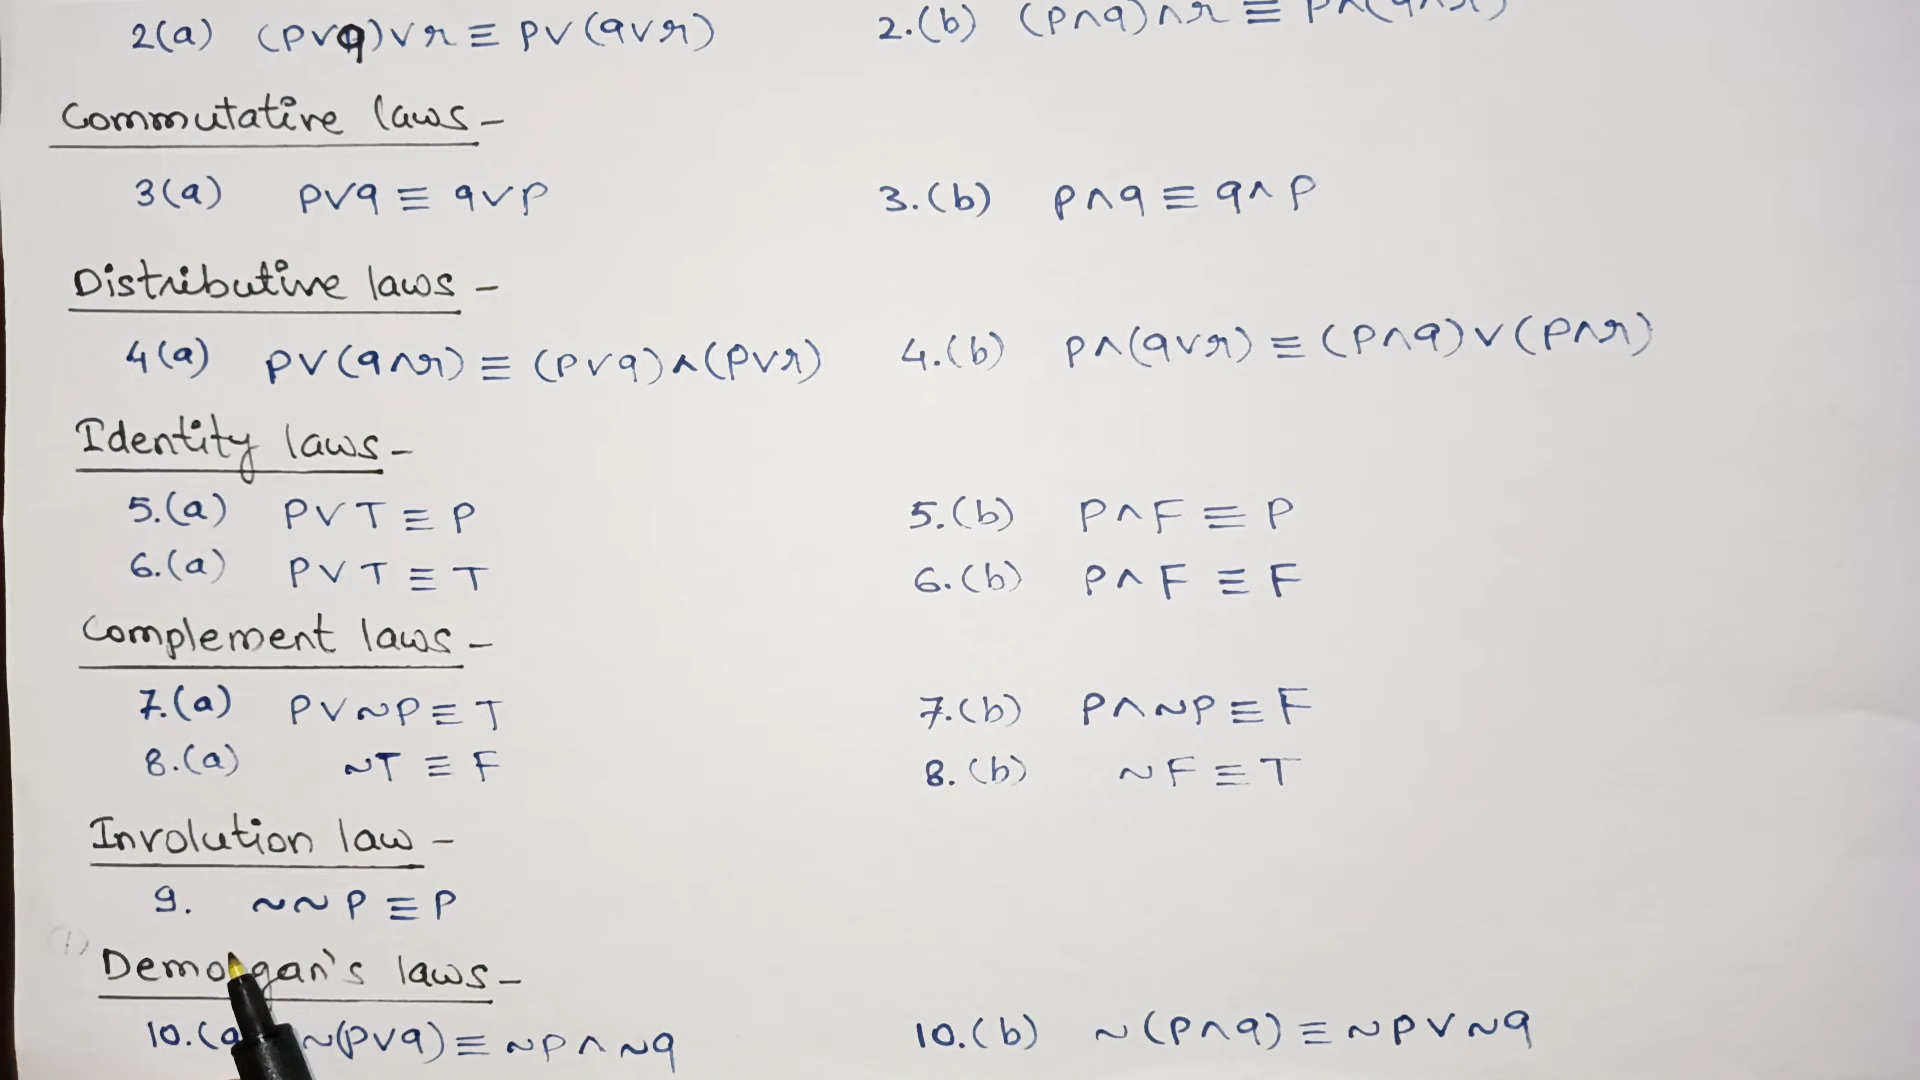 2(a) (p∨q)∨r ≡ p∨(q∨r) 2.(b) (p∧q)∧r ≡ p∧(q∧r)
Commutative laws -
3(a) p∨q ≡ q∨p 3.(b) p∧q ≡ q∧p
Distributive laws -
4(a) p∨(q∧r) ≡ (p∨q)∧(p∨r) 4.(b) p∧(q∨r) ≡ (p∧q)∨(p∧r)
Identity laws -
5.(a) P∨T ≡ P 5.(b) P∧F ≡ P
6.(a) P∨T ≡ T 6.(b) P∧F ≡ F
Complement laws -
7.(a) P∨~P ≡ T 7.(b) P∧~P ≡ F
8.(a) ~T ≡ F 8.(b) ~F ≡ T
Involution law -
9. ~~P ≡ P
Demorgan's laws -
10.(a) ~(p∨q) ≡ ~p∧~q 10.(b) ~(p∧q) ≡ ~p∨~q